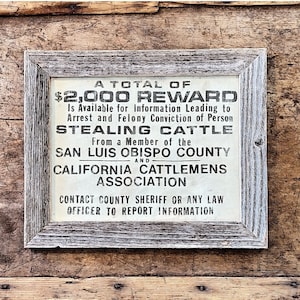 A TOTAL OF
$2,000 REWARD
Is Available for Information Leading to
Arrest and Felony Conviction of Person
STEALING CATTLE
From a Member of the
SAN LUIS OBISPO COUNTY
AND
CALIFORNIA CATTLEMENS
ASSOCIATION
CONTACT COUNTY SHERIFF OR ANY LAW
OFFICER TO REPORT INFORMATION